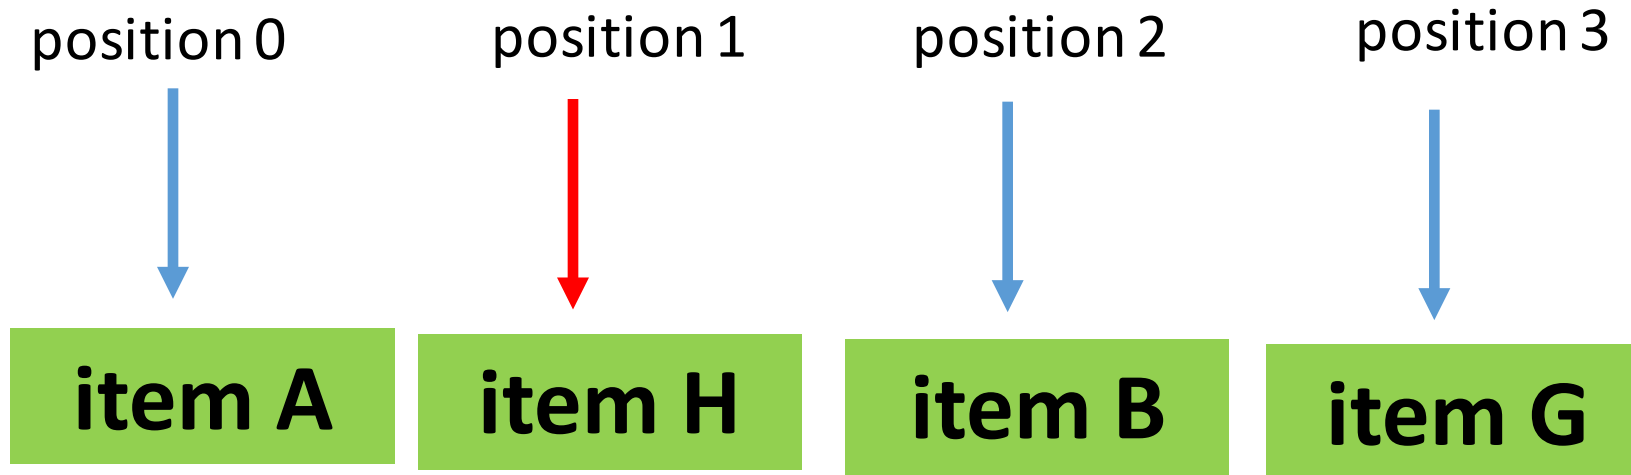 position 0 position 1 position 2 position 3
item A item H item B item G